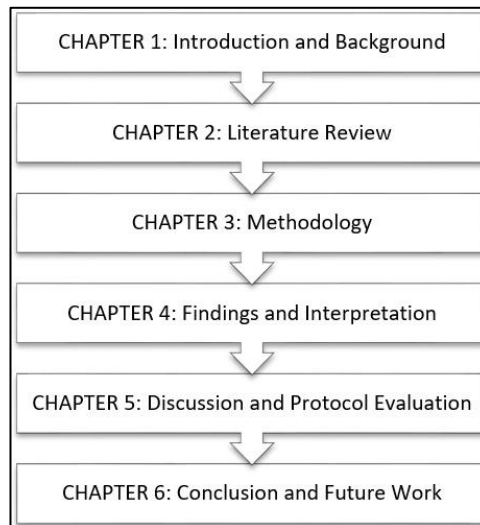 CHAPTER 1: Introduction and Background
CHAPTER 2: Literature Review
CHAPTER 3: Methodology
CHAPTER 4: Findings and Interpretation
CHAPTER 5: Discussion and Protocol Evaluation
CHAPTER 6: Conclusion and Future Work